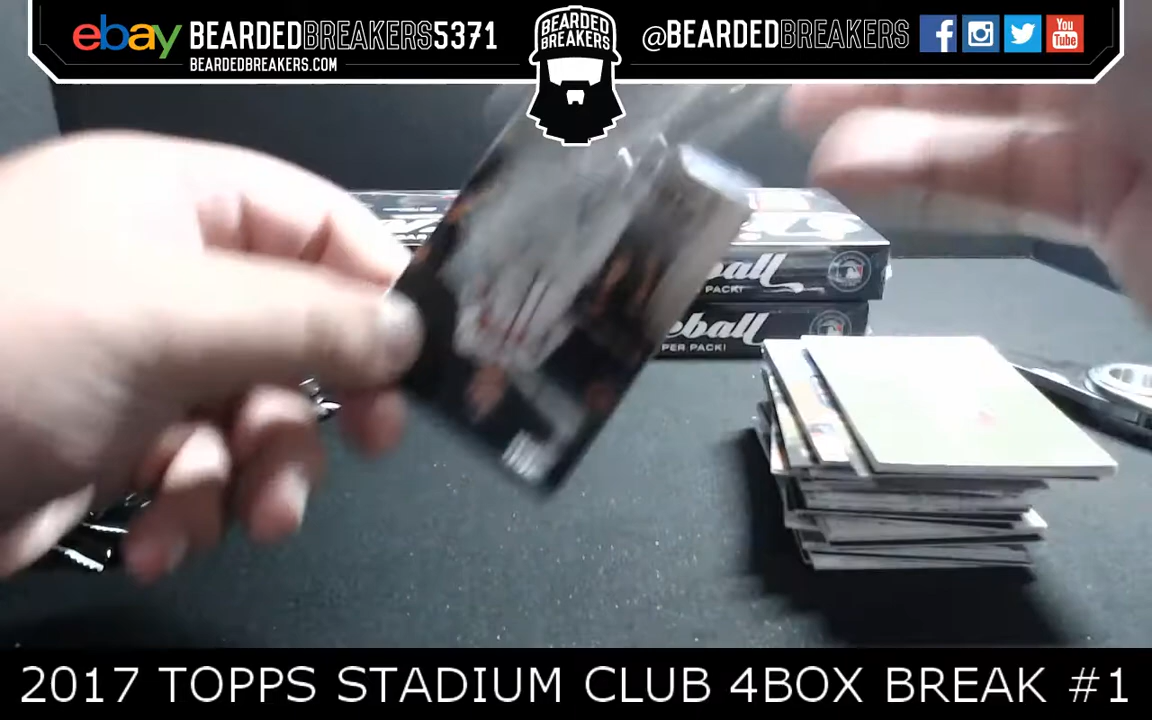 ebay BEARDEDBREAKERS5371
BEARDEDBREAKERS.COM
BEARDED
BREAKERS
@BEARDEDBREAKERS
You
Tube
PACK!
PER PACK!
2017 TOPPS STADIUM CLUB 4BOX BREAK #1